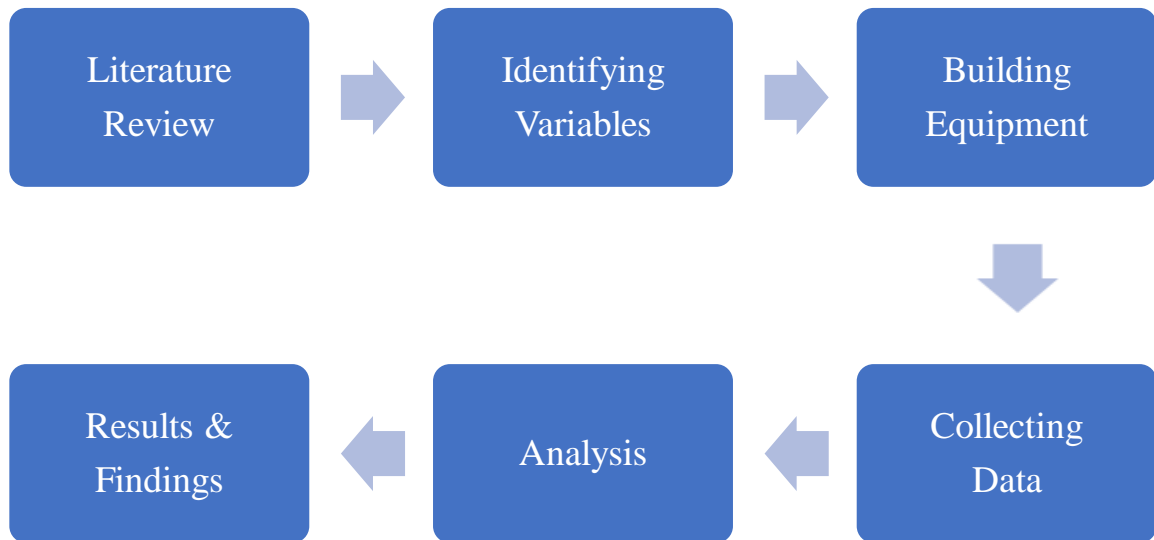 Literature
Review
Identifying
Variables
Building
Equipment
Collecting
Data
Analysis
Results &
Findings